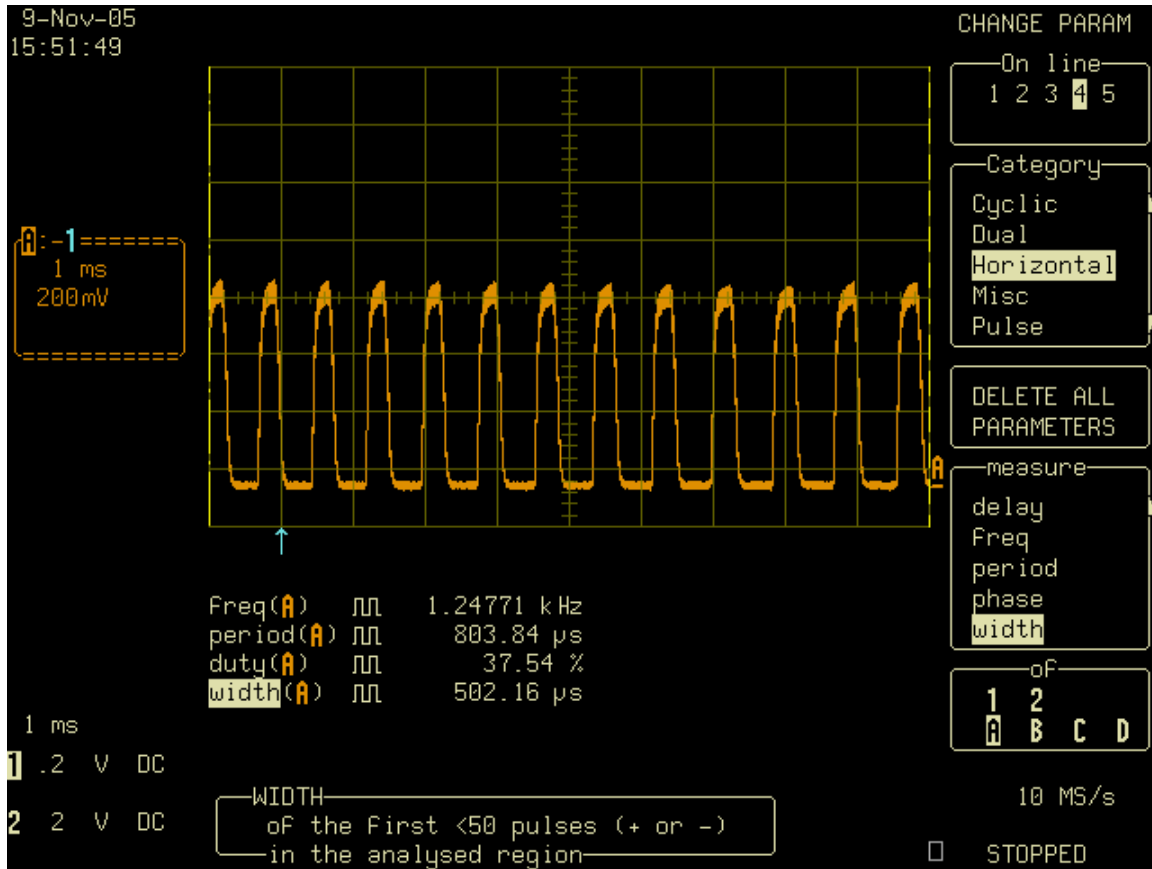 9-Nov-05
15:51:49
CHANGE PARAM
On line
1 2 3 4 5
Category
Cyclic
Dual
Horizontal
Misc
Pulse
A:-1
1 ms
200mV
DELETE ALL
PARAMETERS
A
measure
delay
freq
period
phase
width
freq(A) 1.24771 kHz
period(A) 803.84 µs
duty(A) 37.54 %
width(A) 502.16 µs
of
1 2
A B C D
1 ms
1 .2 V DC
2 2 V DC
WIDTH
of the first <50 pulses (+ or -)
in the analysed region
10 MS/s
STOPPED